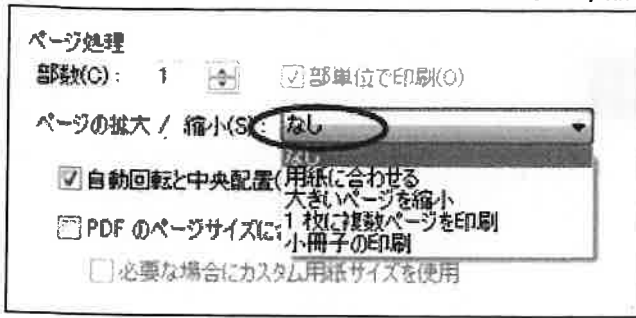 ページ処理
部数(C): 1 部単位で印刷(O)
ページの拡大 / 縮小(S): なし
なし
自動回転と中央配置( 用紙に合わせる
大きいページを縮小
PDF のページサイズに 1 枚に複数ページを印刷
小冊子の印刷
必要な場合にカスタム用紙サイズを使用